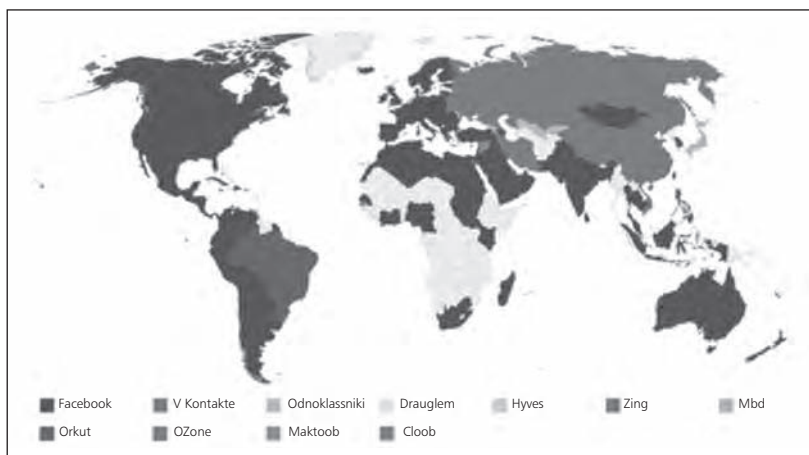 Facebook V Kontakte Odnoklassniki Drauglem Hyves Zing Mbd
Orkut OZone Maktoob Cloob